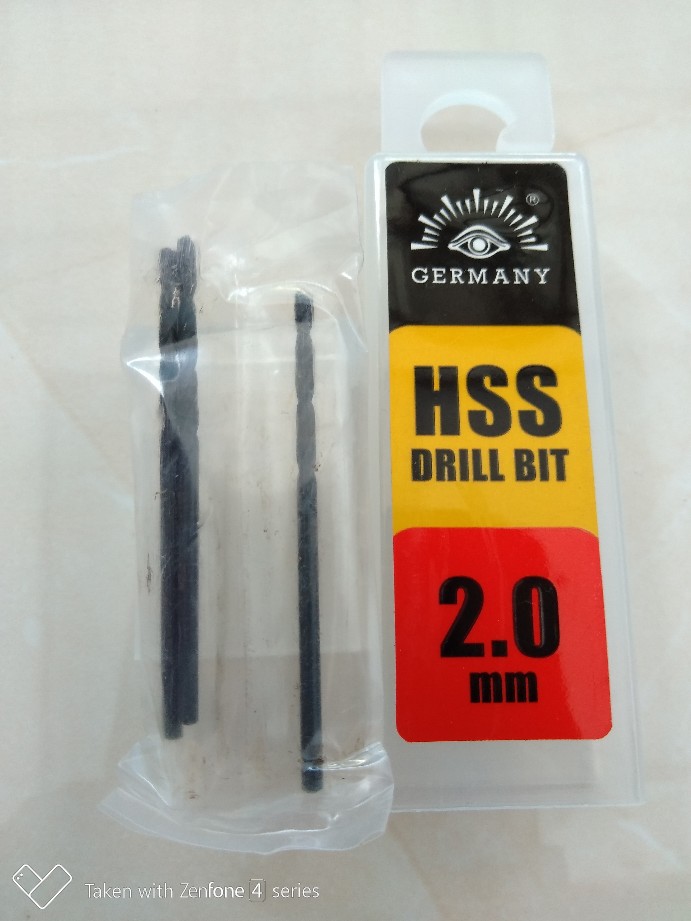 ®
GERMANY
HSS
DRILL BIT
2.0
mm
Taken with Zenfone 4 series